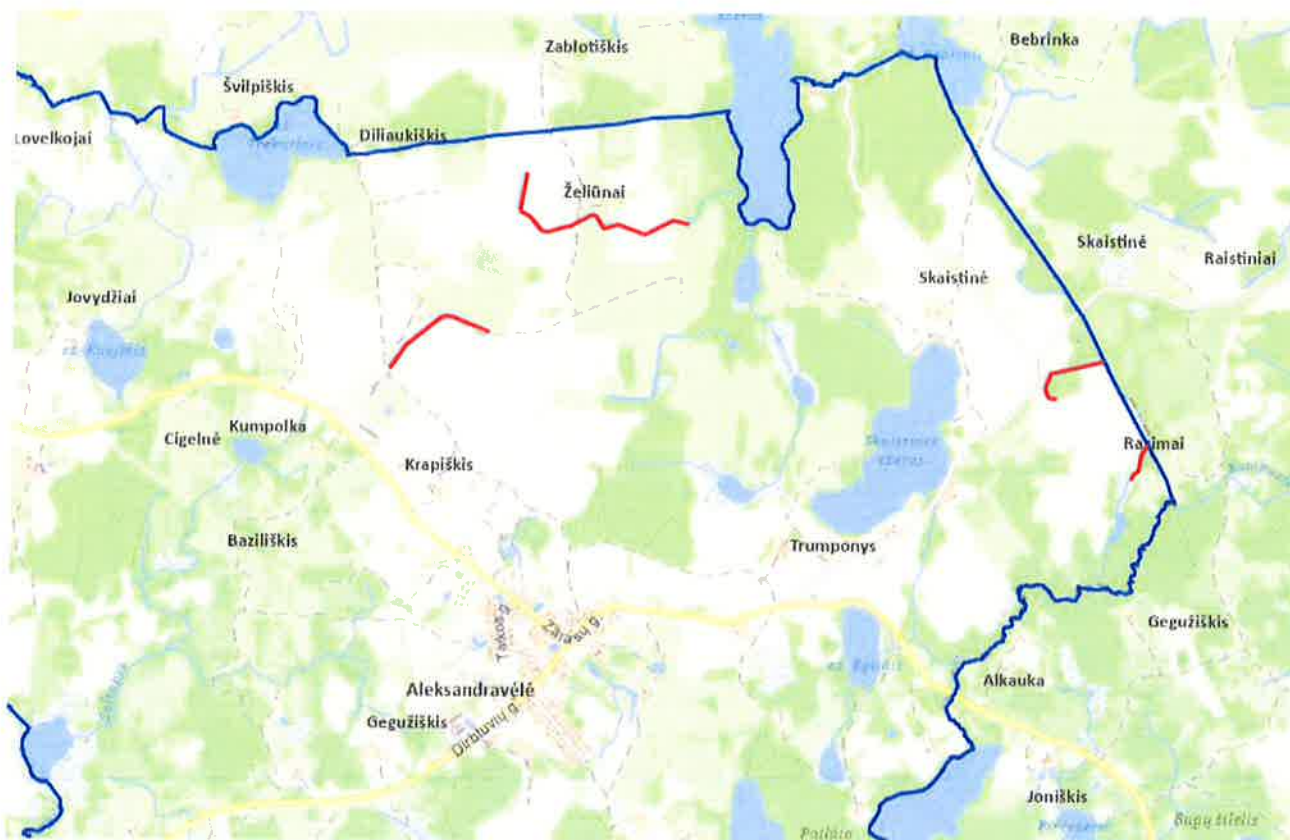 Zablotiškis
Bebrinka
Švilpiškis
Diliaukiškis
Lovelkojai
Želiūnai
Skaistinė
Raistiniai
Skaistinė
Jovydžiai
Cigelnė
Kumpolka
Krapiškis
Baziliškis
Trumponys
Gegužiškis
Taikos g.
Zarasų g.
Aleksandravėlė
Gegužiškis
Dirbtuvių g.
Alkauka
Joniškis